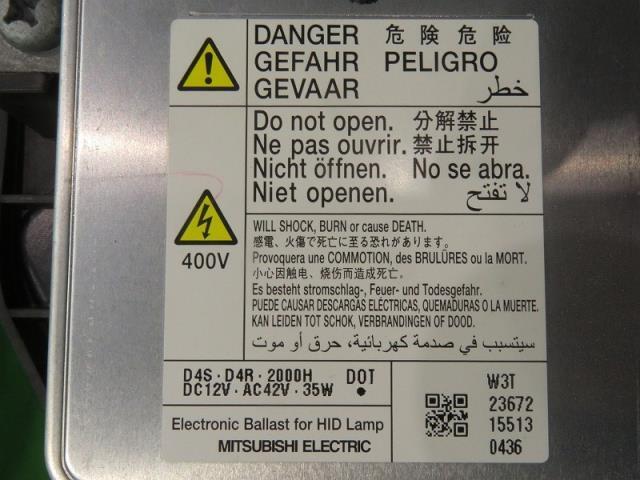 DANGER 危険 危险
GEFAHR PELIGRO
GEVAAR خطر
Do not open. 分解禁止
Ne pas ouvrir. 禁止拆开
Nicht öffnen. No se abra.
Niet openen. لا تفتح
400V
WILL SHOCK, BURN or cause DEATH.
感電、火傷で死亡に至る恐れがあります。
Provoquera une COMMOTION, des BRULÛRES ou la MORT.
小心因触电、烧伤而造成死亡。
Es besteht stromschlag-, Feuer- und Todesgefahr.
PUEDE CAUSAR DESCARGAS ELÉCTRICAS, QUEMADURAS O LA MUERTE.
KAN LEIDEN TOT SCHOK, VERBRANDINGEN OF DOOD.
سيتسبب في صدمة كهربائية، حرق أو موت
D4S・D4R・2000H DOT
DC12V・AC42V・35W ●
Electronic Ballast for HID Lamp
MITSUBISHI ELECTRIC
W3T
23672
15513
0436